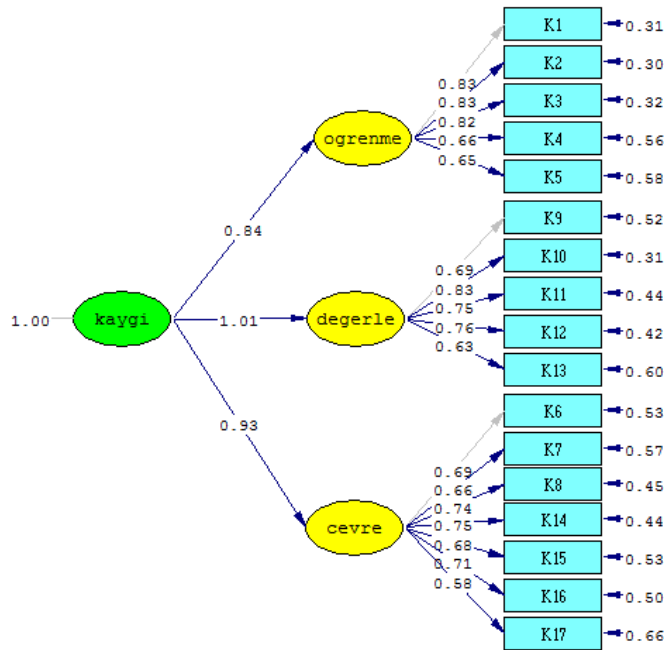 K1 0.31
K2 0.30
0.83
K3 0.32
0.83
0.82
ogrenme
K4 0.56
0.66
0.65
K5 0.58
K9 0.52
0.84
K10 0.31
0.69
0.83
K11 0.44
0.75
1.00 kaygi 1.01 degerle
0.76
K12 0.42
0.63
K13 0.60
K6 0.53
0.93
K7 0.57
0.69
0.66
K8 0.45
0.74
K14 0.44
0.75
cevre
0.68
K15 0.53
0.71
0.58
K16 0.50
K17 0.66